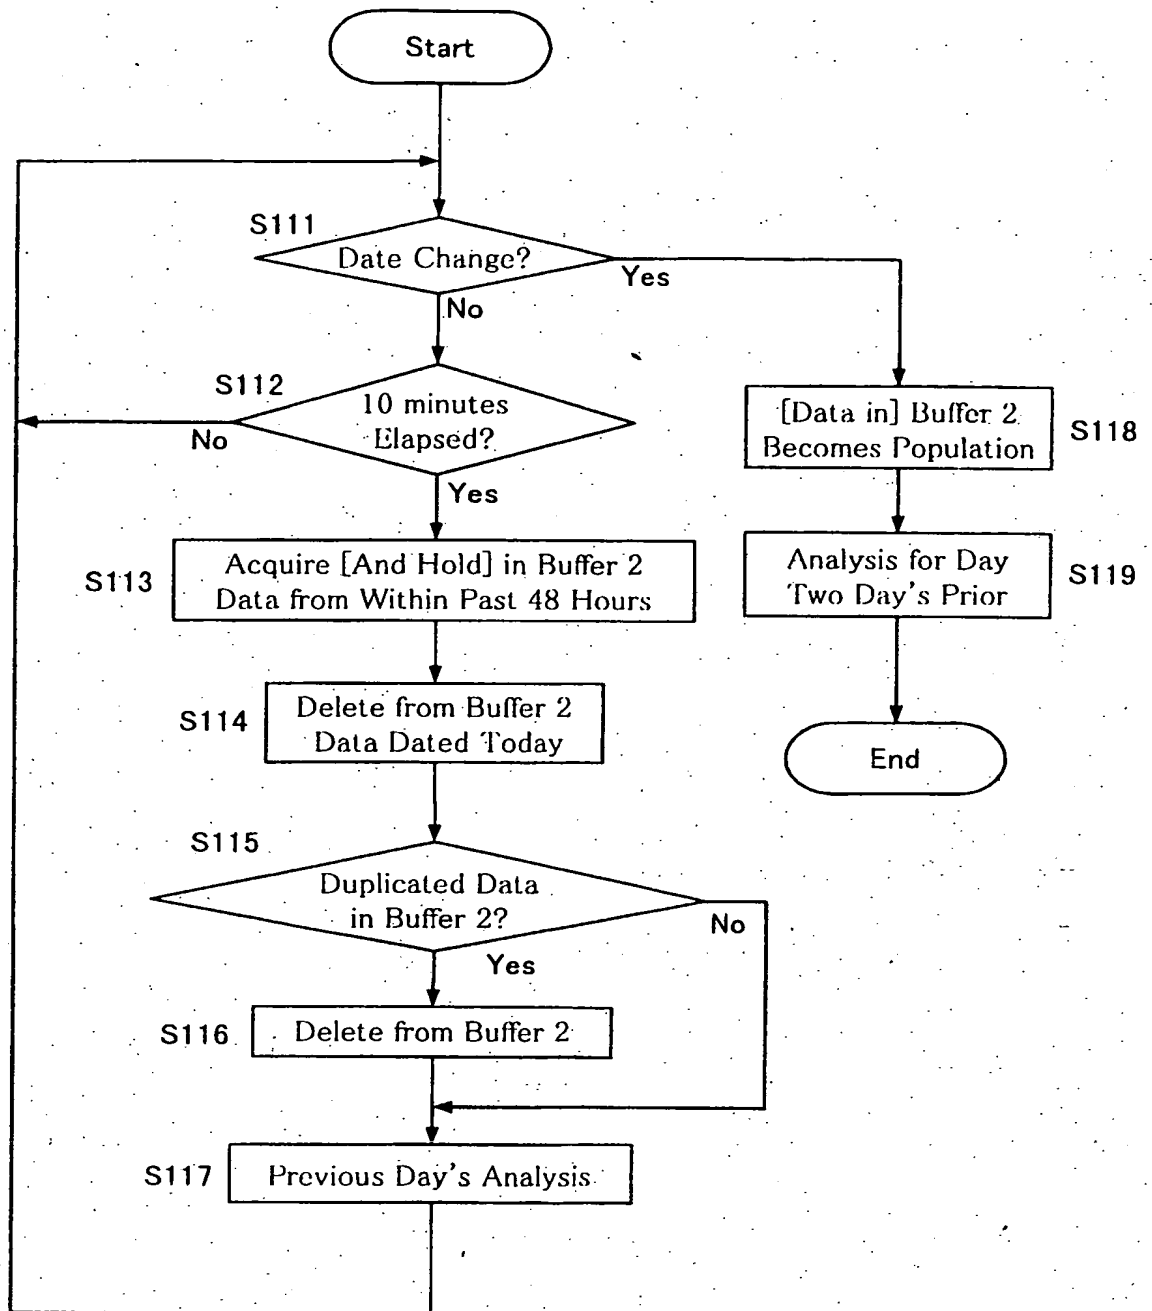 Start
S111
Date Change?
Yes
No
S112
10 minutes
Elapsed?
No
Yes
[Data in] Buffer 2
Becomes Population
S118
S113
Acquire [And Hold] in Buffer 2
Data from Within Past 48 Hours
Analysis for Day
Two Day's Prior
S119
S114
Delete from Buffer 2
Data Dated Today
End
S115
Duplicated Data
in Buffer 2?
No
Yes
S116
Delete from Buffer 2
S117
Previous Day's Analysis